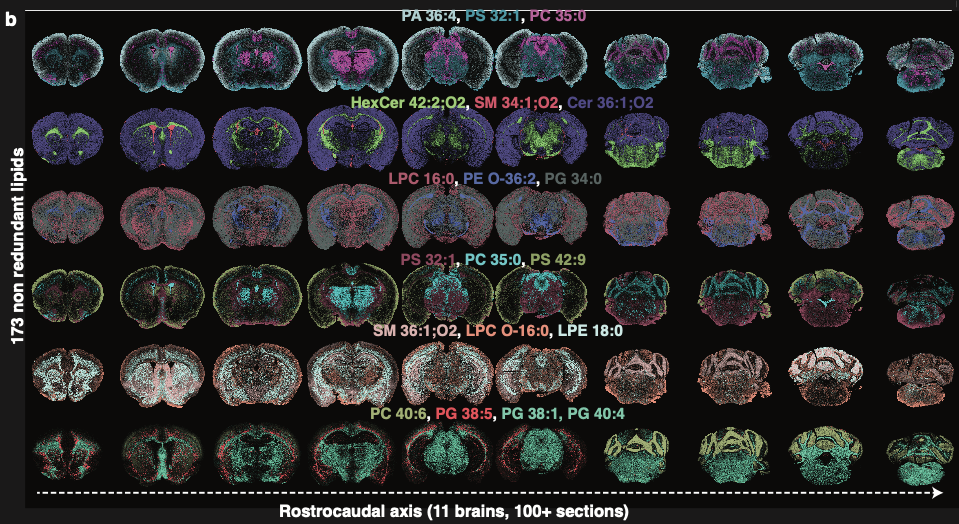 b
PA 36:4, PS 32:1, PC 35:0
HexCer 42:2;O2, SM 34:1;O2, Cer 36:1;O2
LPC 16:0, PE O-36:2, PG 34:0
PS 32:1, PC 35:0, PS 42:9
SM 36:1;O2, LPC O-16:0, LPE 18:0
PC 40:6, PG 38:5, PG 38:1, PG 40:4
173 non redundant lipids
Rostrocaudal axis (11 brains, 100+ sections)